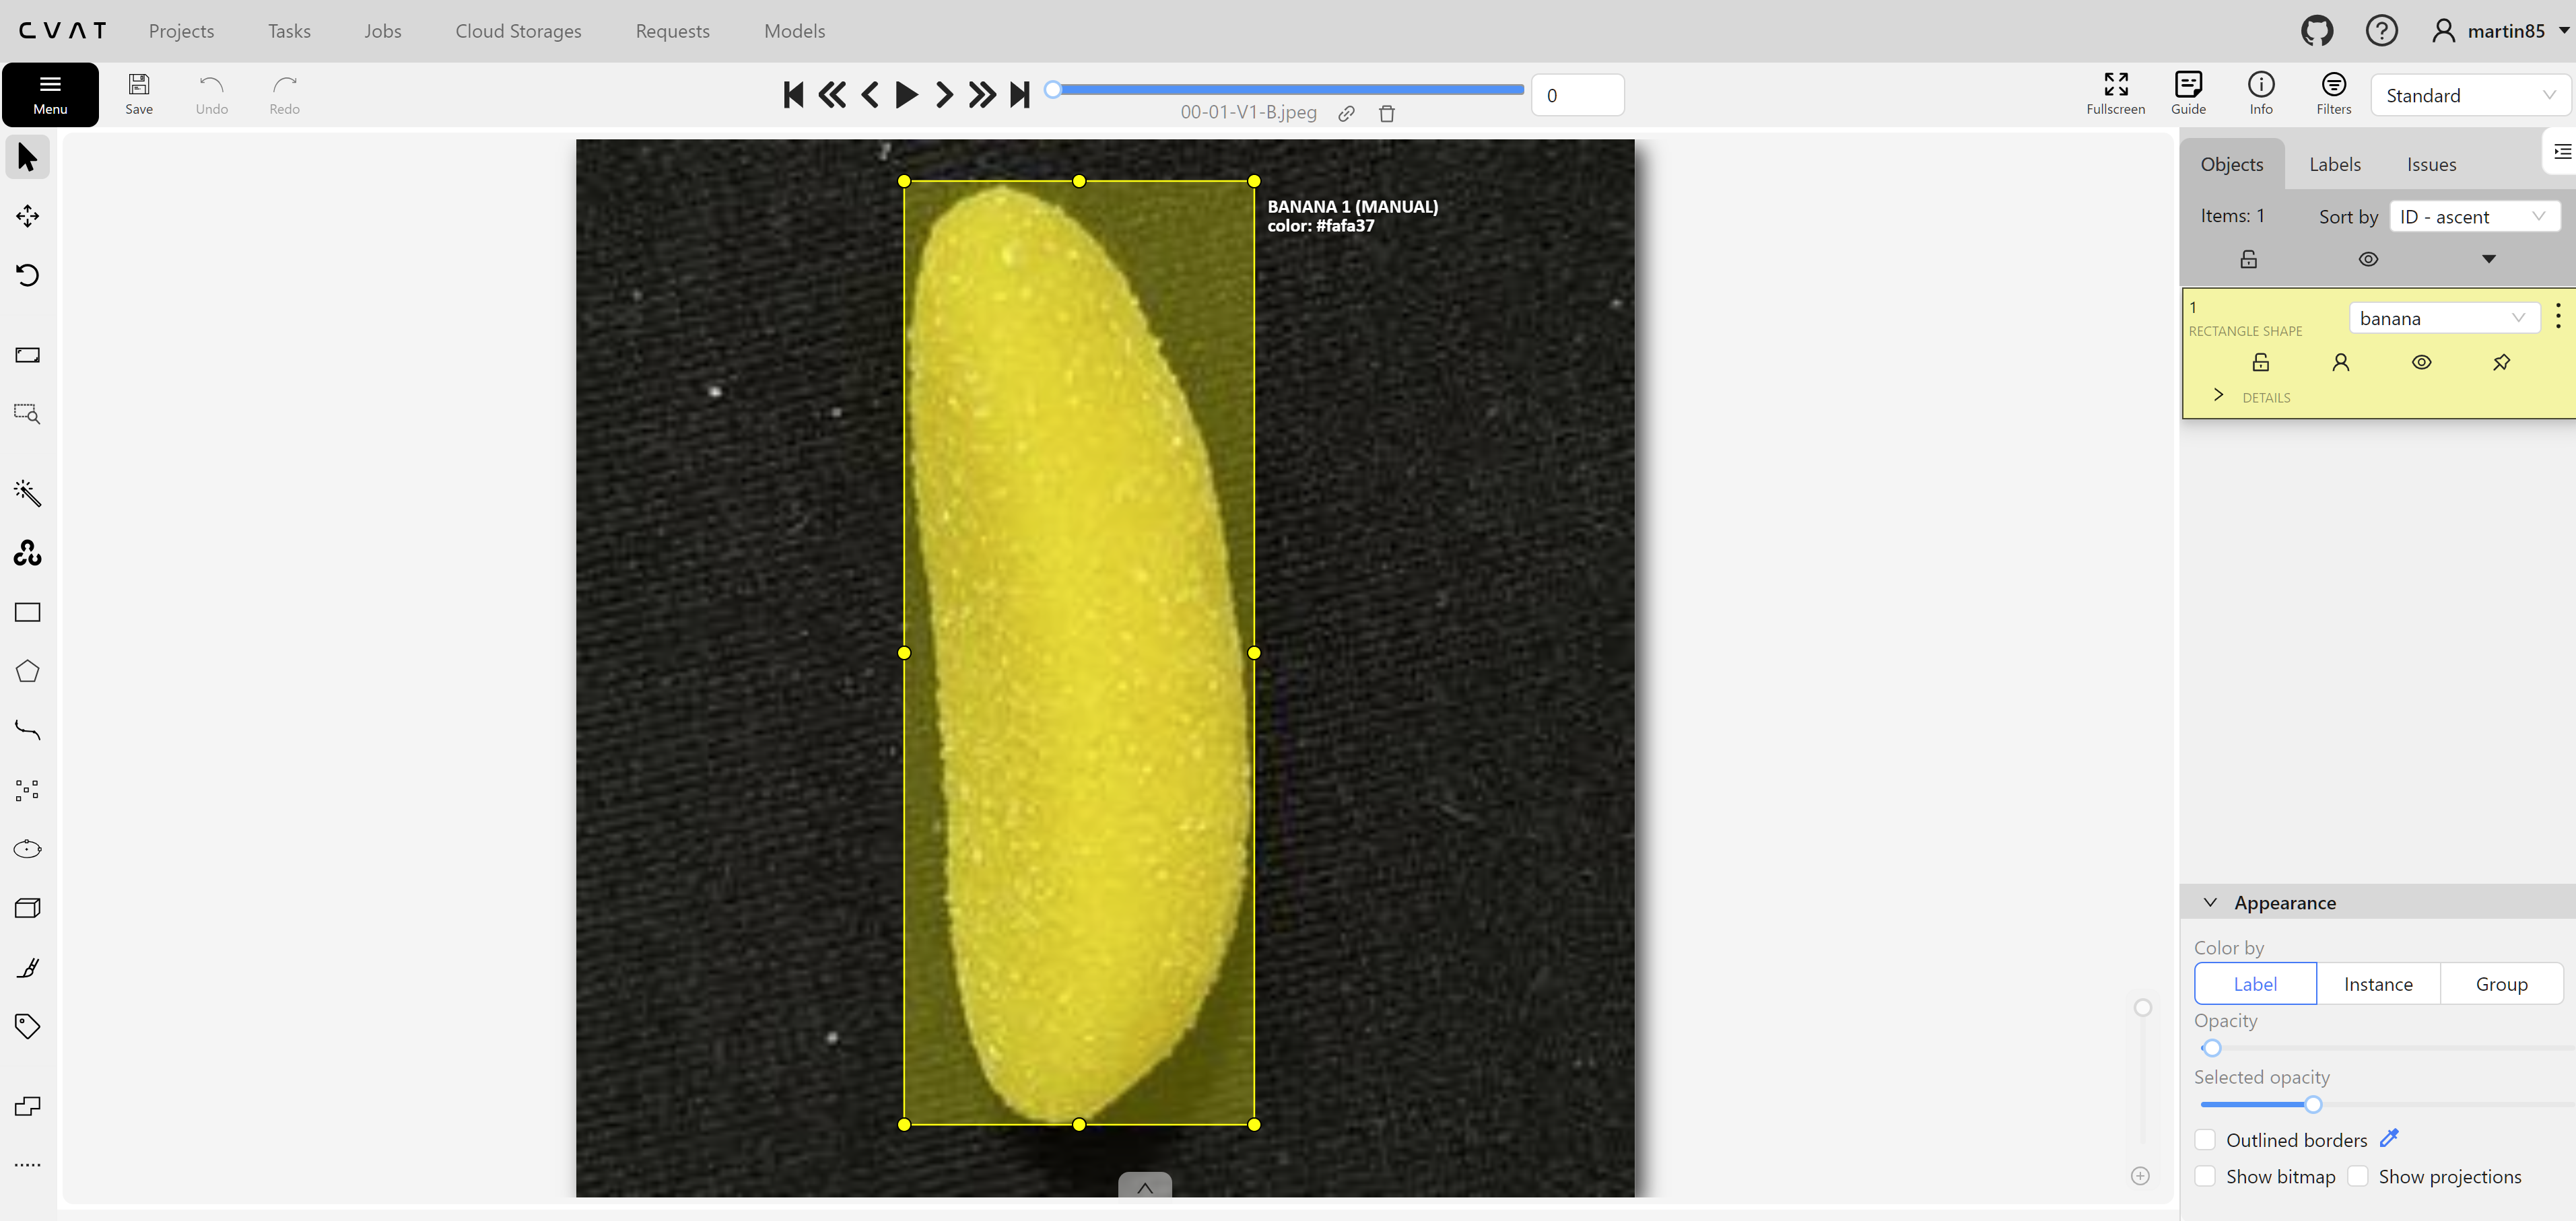 CVAT
Projects
Tasks
Jobs
Cloud Storages
Requests
Models
martin85
Menu
Save
Undo
Redo
00-01-V1-B.jpeg
0
Fullscreen
Guide
Info
Filters
Standard
BANANA 1 (MANUAL)
color: #fafa37
Objects
Labels
Issues
Items: 1
Sort by
ID - ascent
1
RECTANGLE SHAPE
banana
DETAILS
Appearance
Color by
Label
Instance
Group
Opacity
Selected opacity
Outlined borders
Show bitmap
Show projections